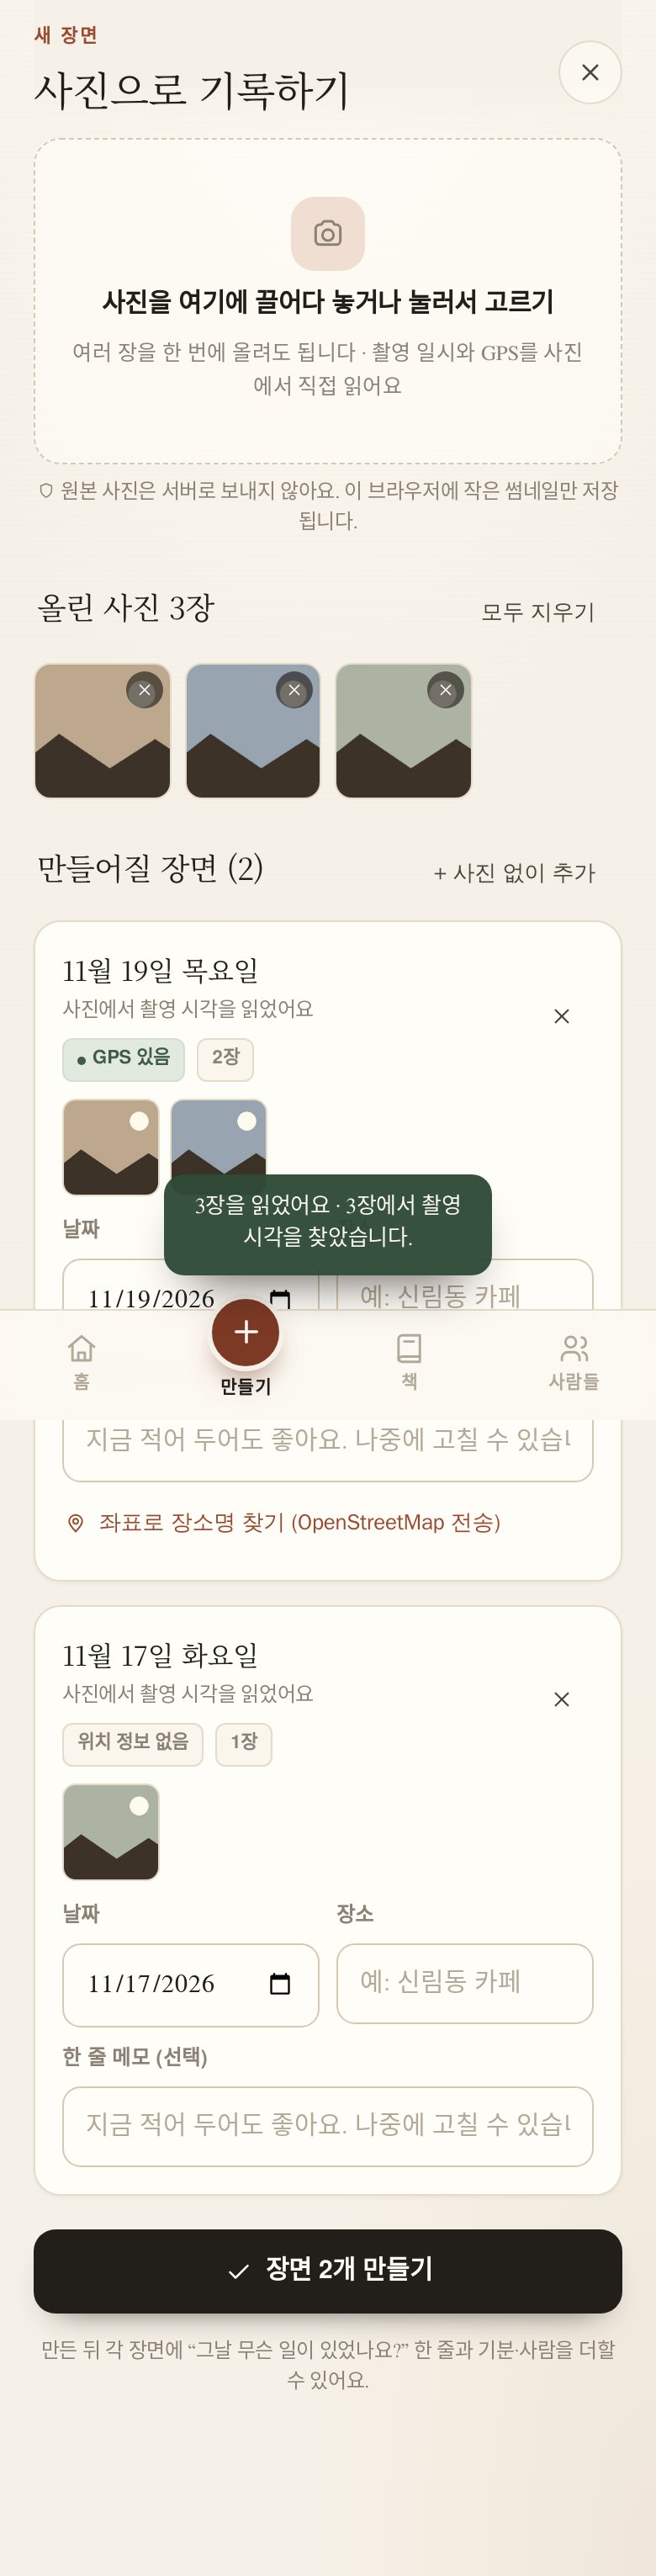 새 장면
사진으로 기록하기
사진을 여기에 끌어다 놓거나 눌러서 고르기
여러 장을 한 번에 올려도 됩니다 · 촬영 일시와 GPS를 사진
에서 직접 읽어요
원본 사진은 서버로 보내지 않아요. 이 브라우저에 작은 썸네일만 저장
됩니다.
올린 사진 3장
모두 지우기
만들어질 장면 (2)
+ 사진 없이 추가
11월 19일 목요일
사진에서 촬영 시각을 읽었어요
GPS 있음
2장
3장을 읽었어요 · 3장에서 촬영
시각을 찾았습니다.
날짜
11/19/2026
예: 신림동 카페
홈
만들기
책
사람들
지금 적어 두어도 좋아요. 나중에 고칠 수 있습
좌표로 장소명 찾기 (OpenStreetMap 전송)
11월 17일 화요일
사진에서 촬영 시각을 읽었어요
위치 정보 없음
1장
날짜
장소
11/17/2026
예: 신림동 카페
한 줄 메모 (선택)
지금 적어 두어도 좋아요. 나중에 고칠 수 있습
장면 2개 만들기
만든 뒤 각 장면에 “그날 무슨 일이 있었나요?” 한 줄과 기분·사람을 더할
수 있어요.